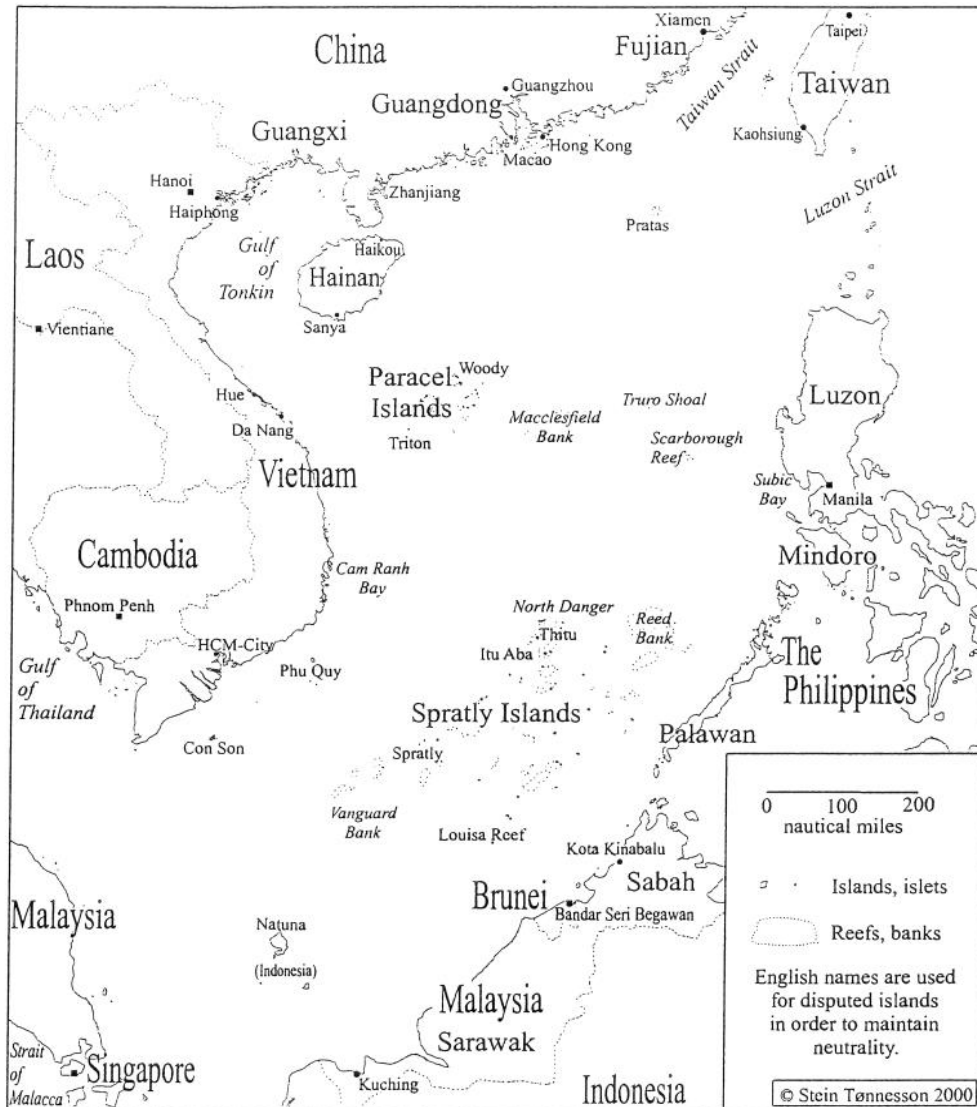 Xiamen
Taipei
China
Fujian
Taiwan Strait
Guangzhou
Taiwan
Guangdong
Guangxi
Kaohsiung
Hong Kong
Macao
Hanoi
Zhanjiang
Haiphong
Luzon Strait
Pratas
Gulf
of
Tonkin
Haikou
Laos
Hainan
Sanya
Vientiane
Woody
Paracel
Islands
Luzon
Hue
Truro Shoal
Macclesfield
Bank
Da Nang
Triton
Scarborough
Reef
Vietnam
Subic
Bay
Manila
Cambodia
Mindoro
Cam Ranh
Bay
Phnom Penh
North Danger
Thitu
Reed
Bank
HCM-City
Itu Aba
The
Philippines
Gulf
of
Thailand
Phu Quy
Spratly Islands
Palawan
Con Son
Spratly
Vanguard
Bank
Louisa Reef
0 100 200
nautical miles
Kota Kinabalu
Sabah
Islands, islets
Brunei
Bandar Seri Begawan
Malaysia
Natuna
(Indonesia)
Reefs, banks
English names are used
for disputed islands
in order to maintain
neutrality.
Malaysia
Sarawak
Strait
of
Malacca
Singapore
Kuching
Indonesia
© Stein Tønnesson 2000